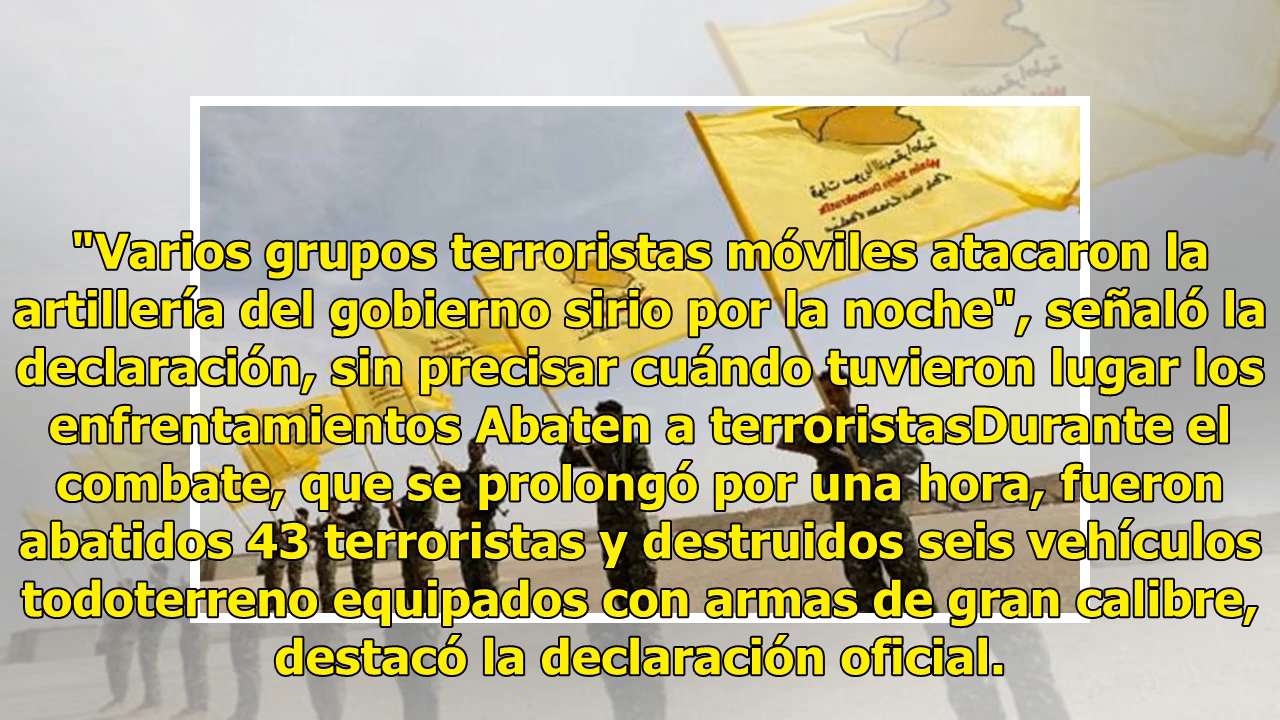 "Varios grupos terroristas móviles atacaron la
artillería del gobierno sirio por la noche", señaló la
declaración, sin precisar cuándo tuvieron lugar los
enfrentamientos Abaten a terroristasDurante el
combate, que se prolongó por una hora, fueron
abatidos 43 terroristas y destruidos seis vehículos
todoterreno equipados con armas de gran calibre,
destacó la declaración oficial.